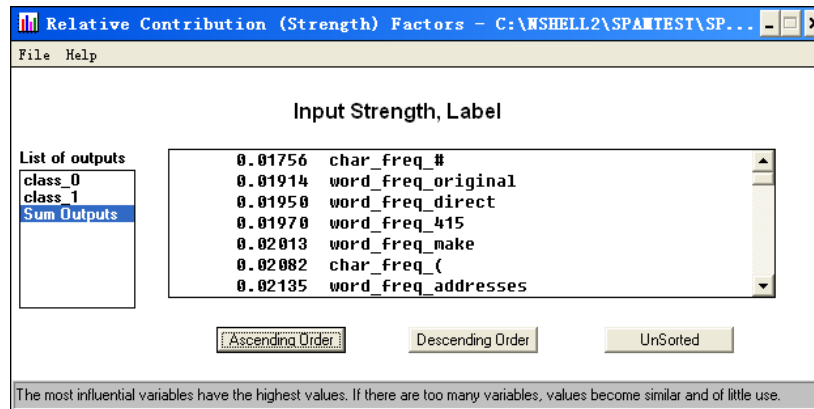 Relative Contribution (Strength) Factors - C:\NSHELL2\SPAMTEST\SP...
File Help
Input Strength, Label
List of outputs
class_0
class_1
Sum Outputs
0.01756 char_freq_#
0.01914 word_freq_original
0.01950 word_freq_direct
0.01970 word_freq_415
0.02013 word_freq_make
0.02082 char_freq_(
0.02135 word_freq_addresses
Ascending Order
Descending Order
UnSorted
The most influential variables have the highest values. If there are too many variables, values become similar and of little use.